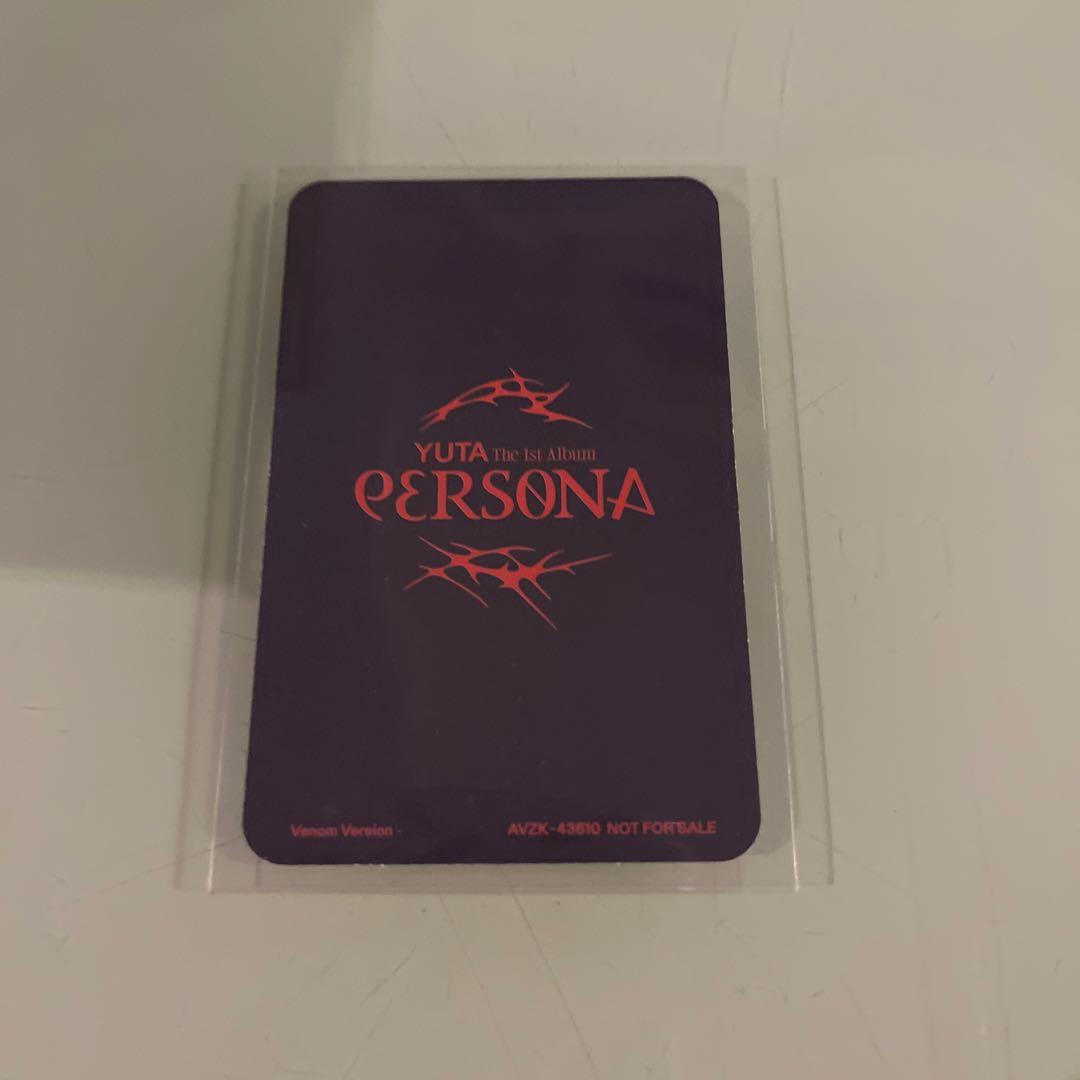 YUTA The 1st Album
PERSONA
Venom Version
AVZK-43610 NOT FOR SALE